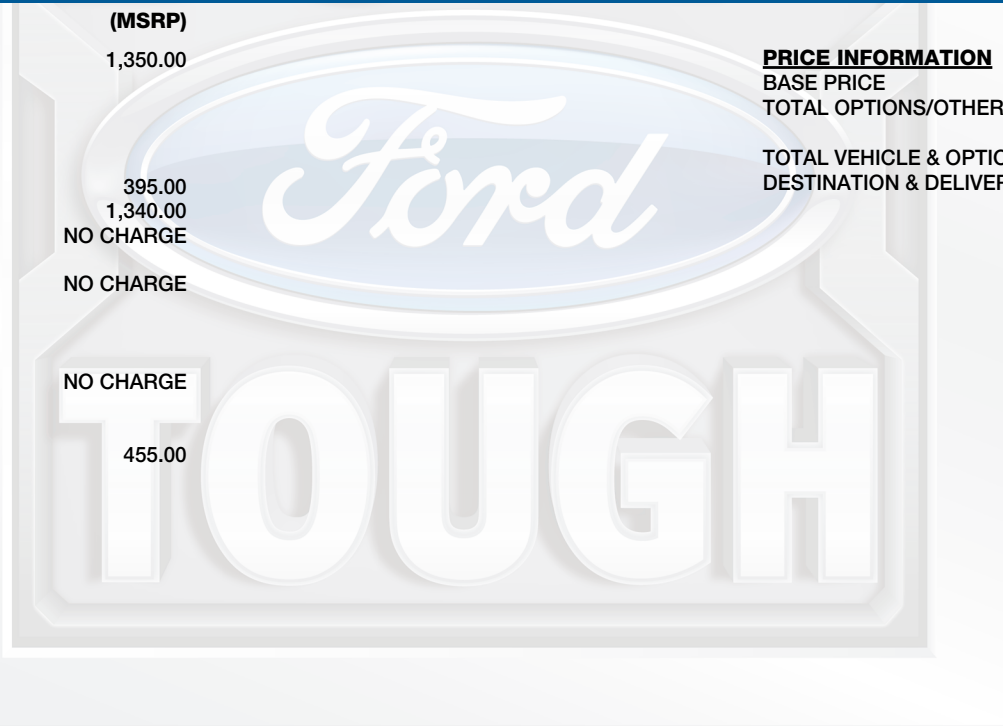 (MSRP)
1,350.00
395.00
1,340.00
NO CHARGE
NO CHARGE
NO CHARGE
455.00
PRICE INFORMATION
BASE PRICE
TOTAL OPTIONS/OTHER
TOTAL VEHICLE & OPTIO
DESTINATION & DELIVER
Ford
TOUGH